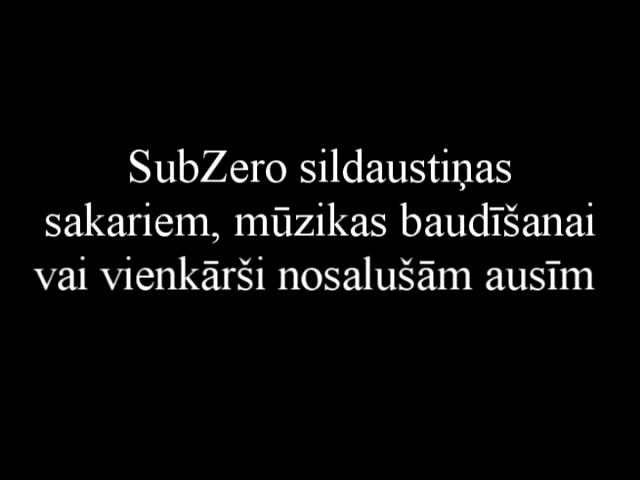 SubZero sildaustiņas
sakariem, mūzikas baudīšanai
vai vienkārši nosalušām ausīm